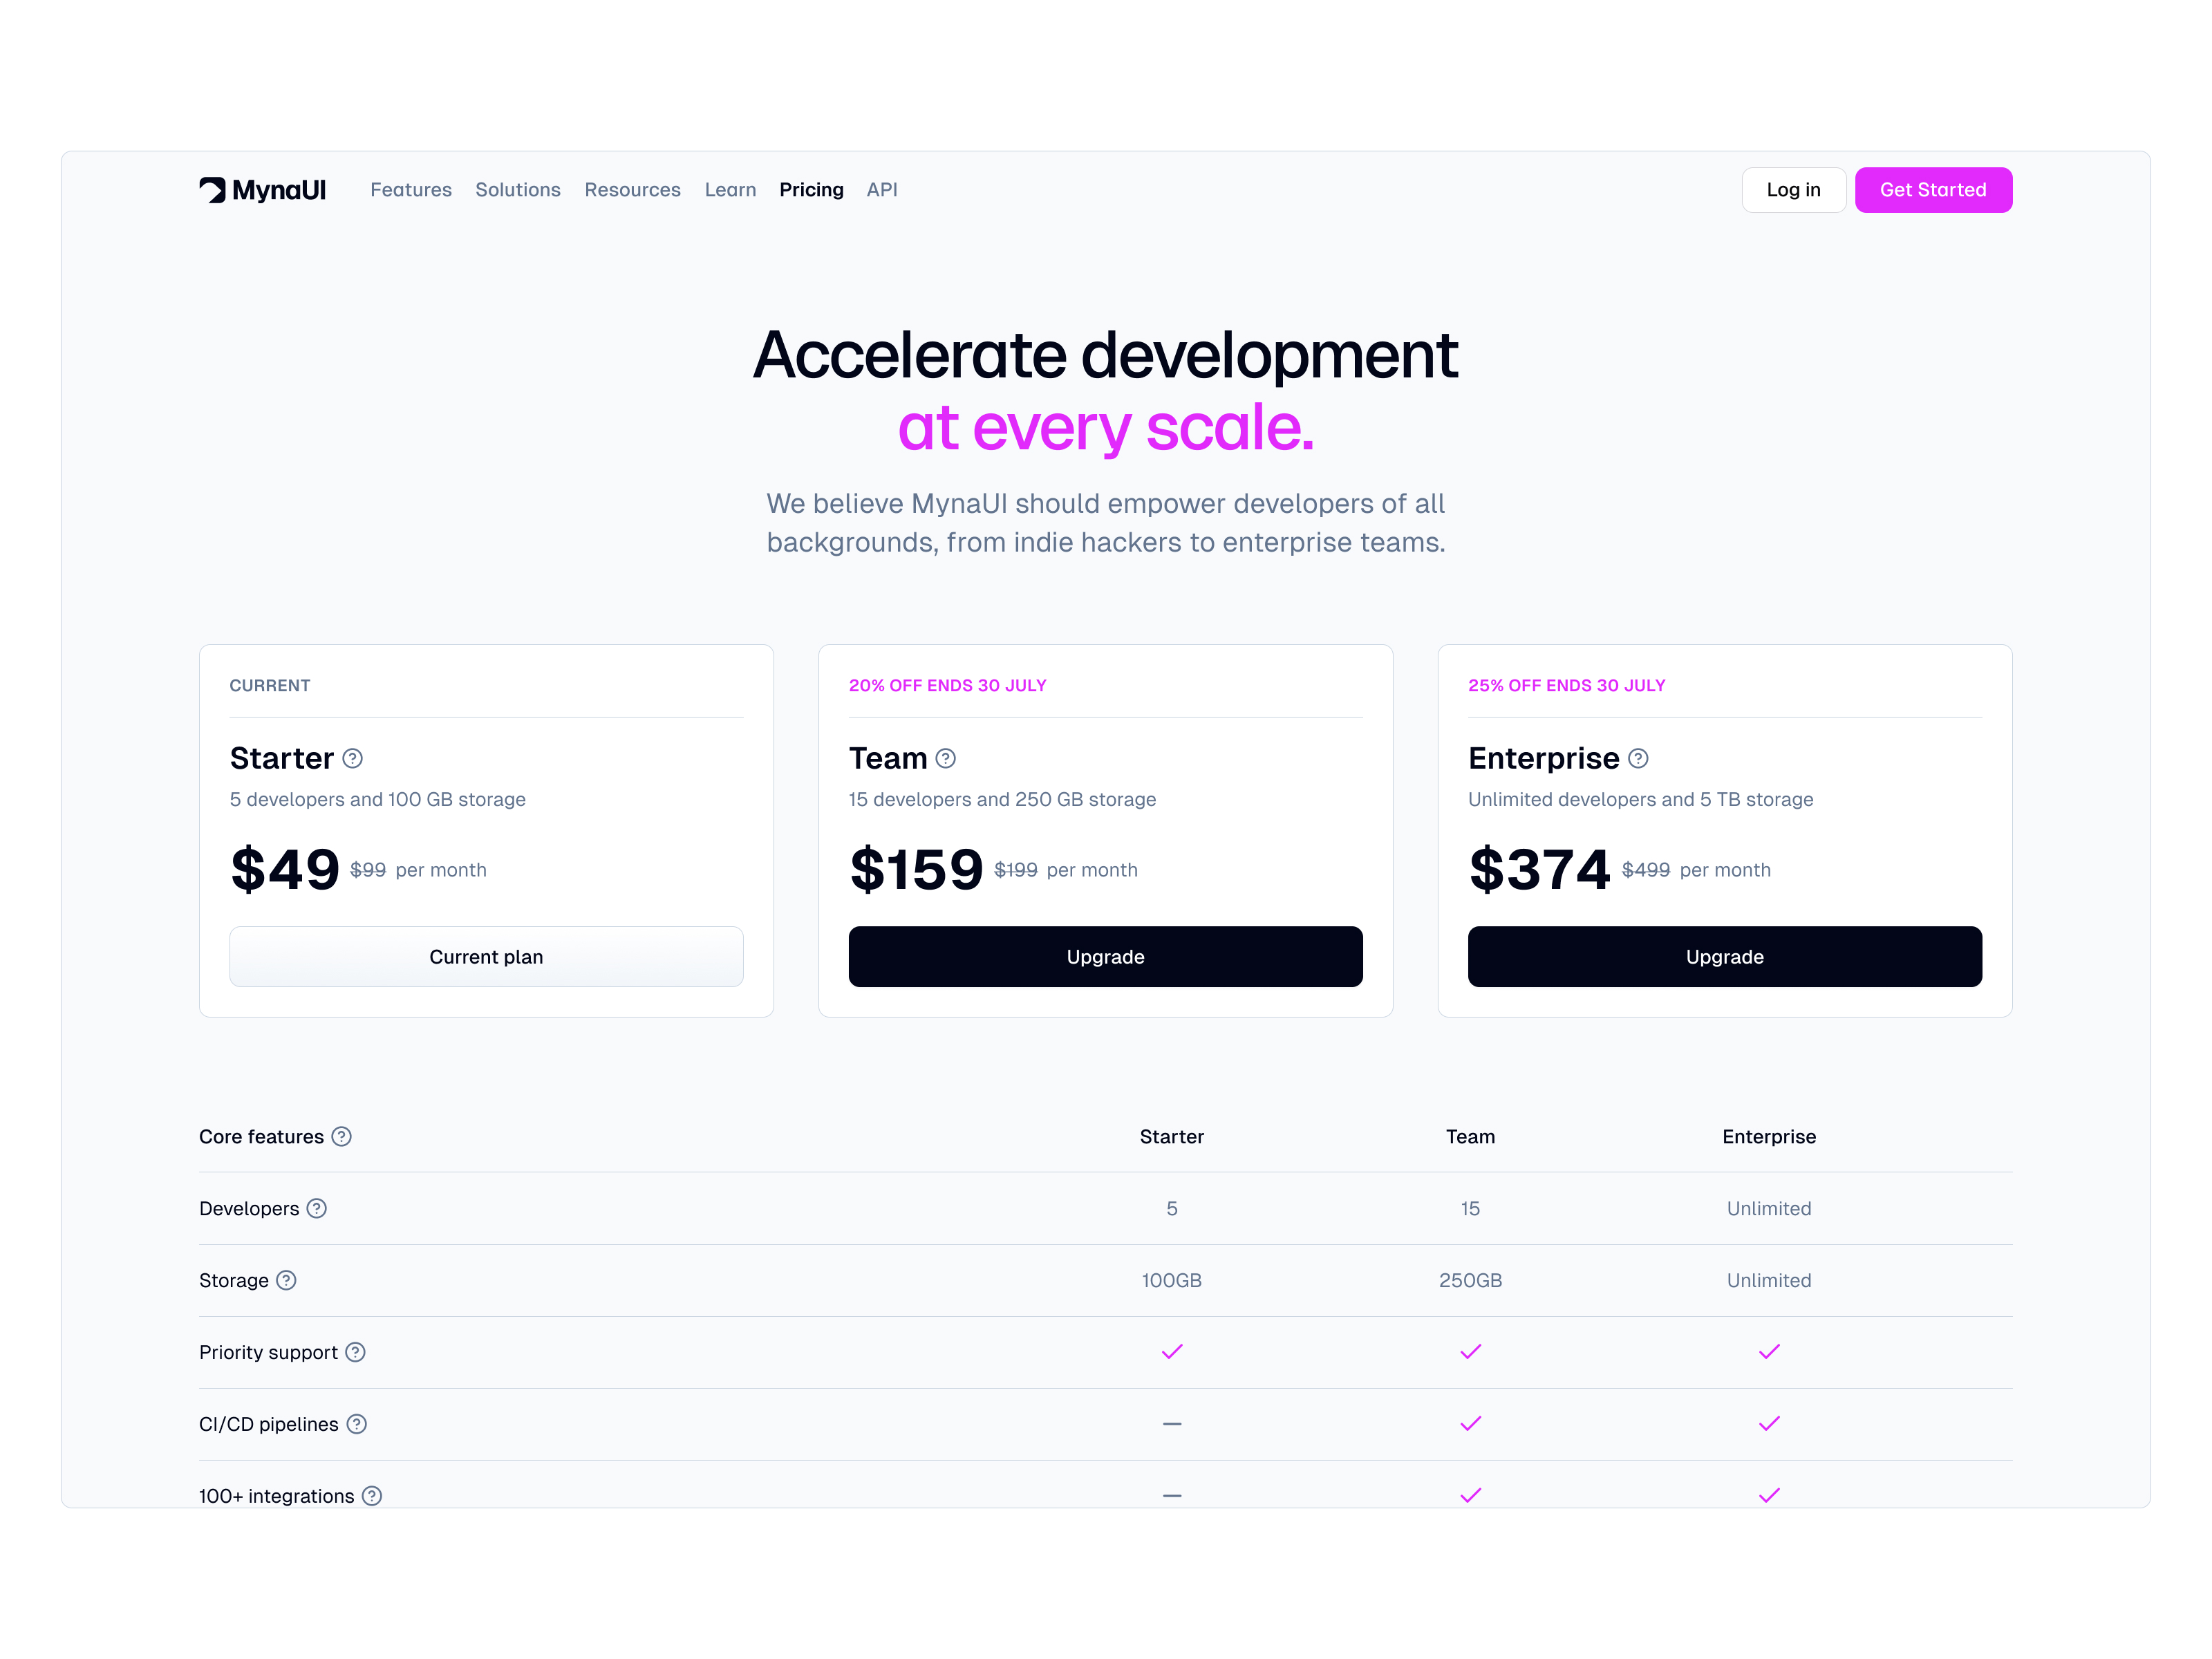 MynaUI Features Solutions Resources Learn Pricing API Log in Get Started
Accelerate development
at every scale.
We believe MynaUI should empower developers of all
backgrounds, from indie hackers to enterprise teams.
CURRENT
Starter
5 developers and 100 GB storage
$49 $99 per month
Current plan
20% OFF ENDS 30 JULY
Team
15 developers and 250 GB storage
$159 $199 per month
Upgrade
25% OFF ENDS 30 JULY
Enterprise
Unlimited developers and 5 TB storage
$374 $499 per month
Upgrade
Core features Starter Team Enterprise
Developers 5 15 Unlimited
Storage 100GB 250GB Unlimited
Priority support
CI/CD pipelines
100+ integrations